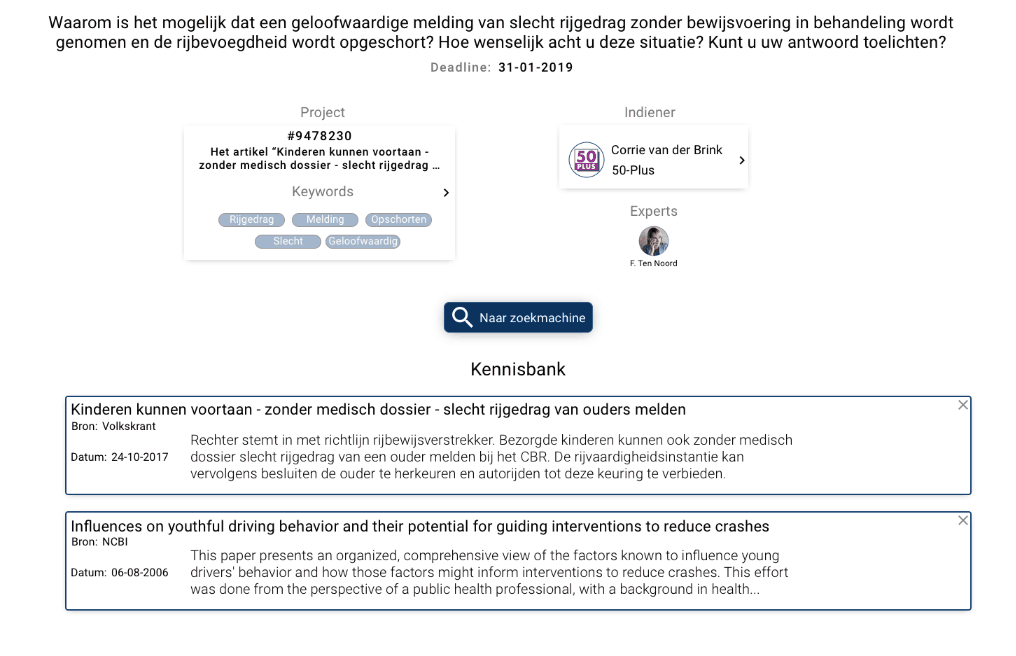 Waarom is het mogelijk dat een geloofwaardige melding van slecht rijgedrag zonder bewijsvoering in behandeling wordt
genomen en de rijbevoegdheid wordt opgeschort? Hoe wenselijk acht u deze situatie? Kunt u uw antwoord toelichten?
Deadline: 31-01-2019
Project
#9478230
Het artikel "Kinderen kunnen voortaan -
zonder medisch dossier - slecht rijgedrag ...
Keywords
Rijgedrag Melding Opschorten
Slecht Geloofwaardig
Indiener
50 PLUS
Corrie van der Brink
50-Plus
Experts
F. Ten Noord
Naar zoekmachine
Kennisbank
Kinderen kunnen voortaan - zonder medisch dossier - slecht rijgedrag van ouders melden
Bron: Volkskrant
Datum: 24-10-2017
Rechter stemt in met richtlijn rijbewijsverstrekker. Bezorgde kinderen kunnen ook zonder medisch
dossier slecht rijgedrag van een ouder melden bij het CBR. De rijvaardigheidsinstantie kan
vervolgens besluiten de ouder te herkeuren en autorijden tot deze keuring te verbieden.
Influences on youthful driving behavior and their potential for guiding interventions to reduce crashes
Bron: NCBI
Datum: 06-08-2006
This paper presents an organized, comprehensive view of the factors known to influence young
drivers' behavior and how those factors might inform interventions to reduce crashes. This effort
was done from the perspective of a public health professional, with a background in health...